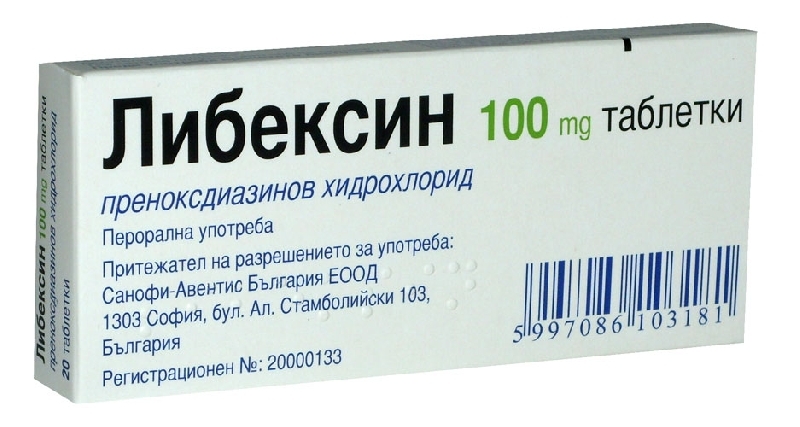 Либексин 100 mg таблетки
преноксдиазинов хидрохлорид
Перорална употреба
Притежател на разрешението за употреба:
Санофи-Авентис България ЕООД
1303 София, бул. Ал. Стамболийски 103,
България
Регистрационен №: 20000133
5 997086 103181
Либексин 100 mg таблетки
преноксдиазинов хидрохлорид
20 таблетки